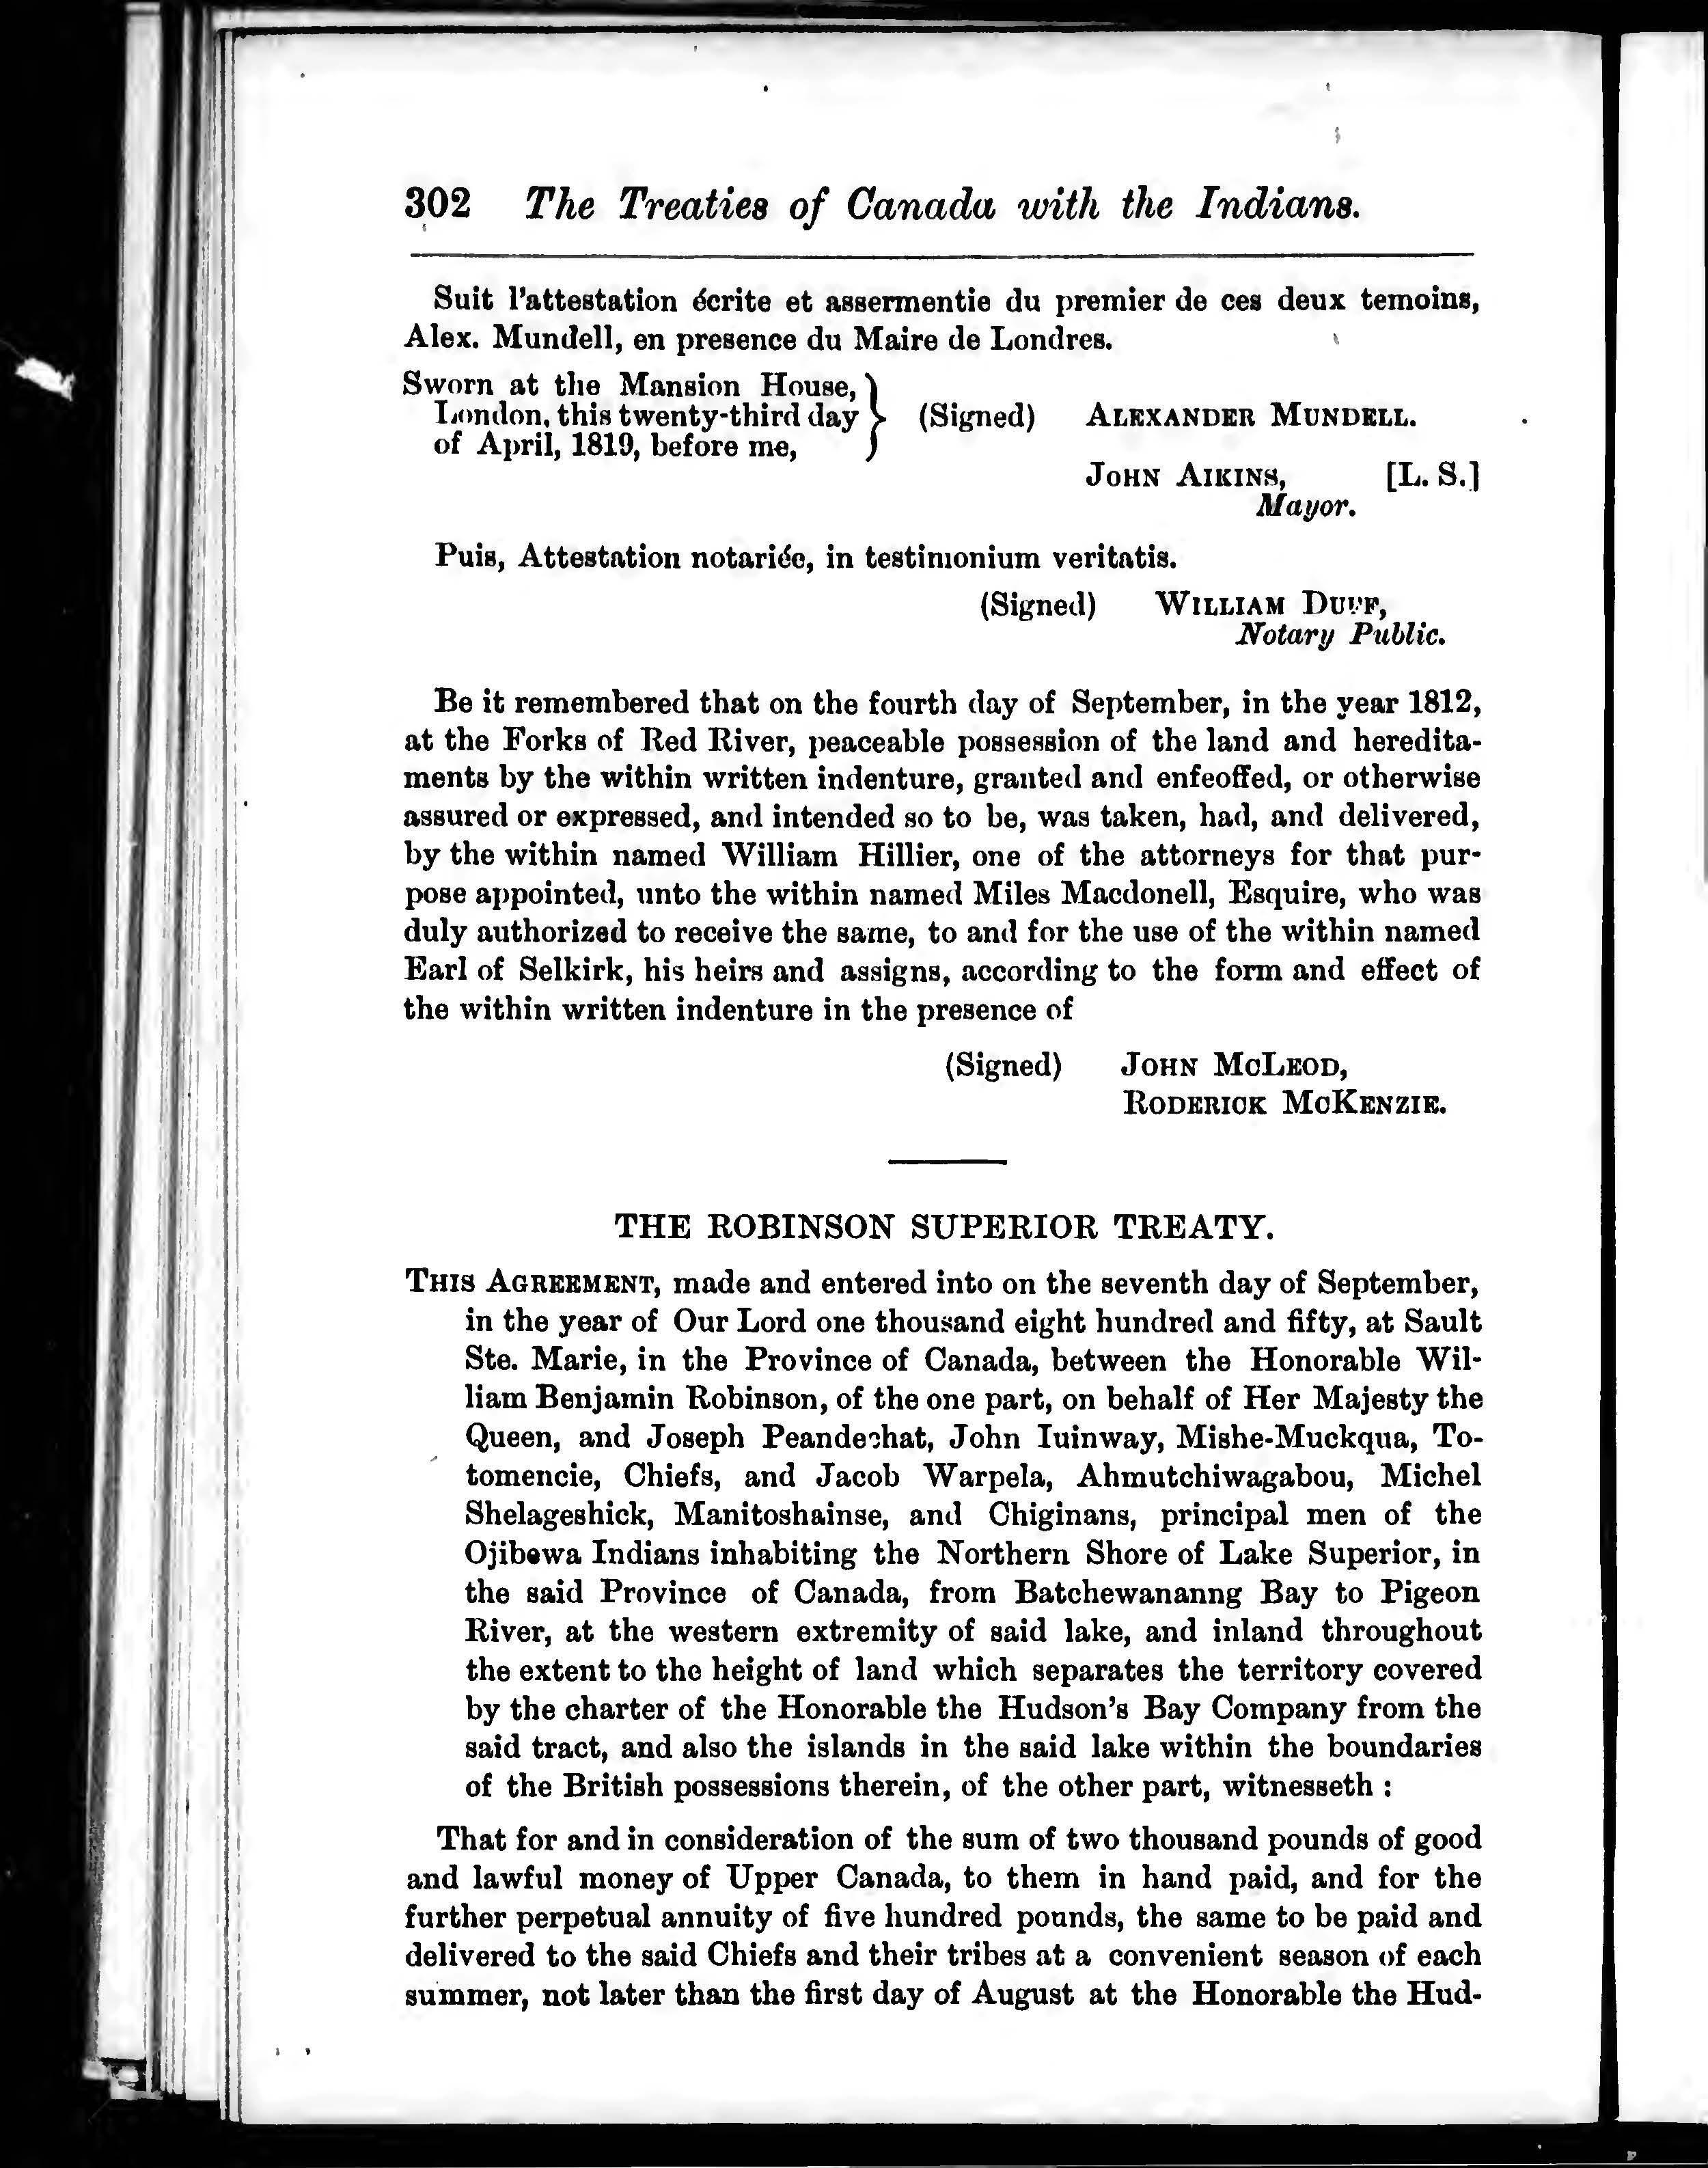 302 The Treaties of Canada with the Indians.
Suit l'attestation écrite et assermentie du premier de ces deux temoins,
Alex. Mundell, en presence du Maire de Londres.
Sworn at the Mansion House,
London, this twenty-third day
of April, 1819, before me,
(Signed) ALEXANDER MUNDELL.
JOHN AIKINS, [L. S.]
Mayor.
Puis, Attestation notariée, in testimonium veritatis.
(Signed) WILLIAM DUFF,
Notary Public.
Be it remembered that on the fourth day of September, in the year 1812,
at the Forks of Red River, peaceable possession of the land and heredita-
ments by the within written indenture, granted and enfeoffed, or otherwise
assured or expressed, and intended so to be, was taken, had, and delivered,
by the within named William Hillier, one of the attorneys for that pur-
pose appointed, unto the within named Miles Macdonell, Esquire, who was
duly authorized to receive the same, to and for the use of the within named
Earl of Selkirk, his heirs and assigns, according to the form and effect of
the within written indenture in the presence of
(Signed) JOHN MCLEOD,
RODERICK MCKENZIE.
THE ROBINSON SUPERIOR TREATY.
THIS AGREEMENT, made and entered into on the seventh day of September,
in the year of Our Lord one thousand eight hundred and fifty, at Sault
Ste. Marie, in the Province of Canada, between the Honorable Wil-
liam Benjamin Robinson, of the one part, on behalf of Her Majesty the
Queen, and Joseph Peandechat, John Iuinway, Mishe-Muckqua, To-
tomencie, Chiefs, and Jacob Warpela, Ahmutchiwagabou, Michel
Shelageshick, Manitoshainse, and Chiginans, principal men of the
Ojibewa Indians inhabiting the Northern Shore of Lake Superior, in
the said Province of Canada, from Batchewananng Bay to Pigeon
River, at the western extremity of said lake, and inland throughout
the extent to the height of land which separates the territory covered
by the charter of the Honorable the Hudson's Bay Company from the
said tract, and also the islands in the said lake within the boundaries
of the British possessions therein, of the other part, witnesseth :
That for and in consideration of the sum of two thousand pounds of good
and lawful money of Upper Canada, to them in hand paid, and for the
further perpetual annuity of five hundred pounds, the same to be paid and
delivered to the said Chiefs and their tribes at a convenient season of each
summer, not later than the first day of August at the Honorable the Hud-